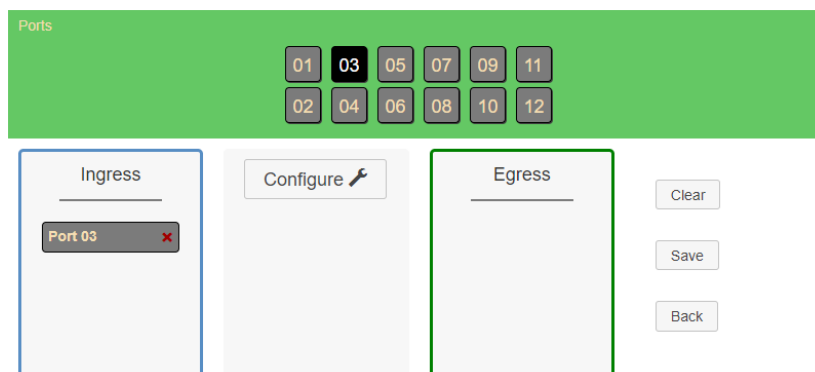 Ports
01 03 05 07 09 11
02 04 06 08 10 12
Ingress
Configure
Egress
Port 03
Clear
Save
Back